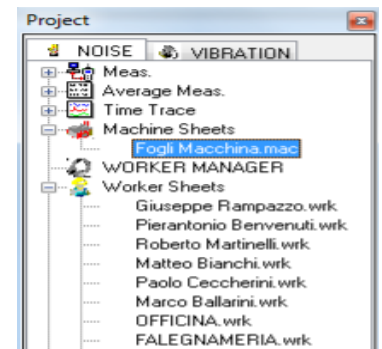 Project
NOISE VIBRATION
Meas.
Average Meas.
Time Trace
Machine Sheets
Fogli Macchina.mac
WORKER MANAGER
Worker Sheets
Giuseppe Rampazzo.wrk
Pierantonio Benvenuti.wrk
Roberto Martinelli.wrk
Matteo Bianchi.wrk
Paolo Ceccherini.wrk
Marco Ballarini.wrk
OFFICINA.wrk
FALEGNAMERIA.wrk